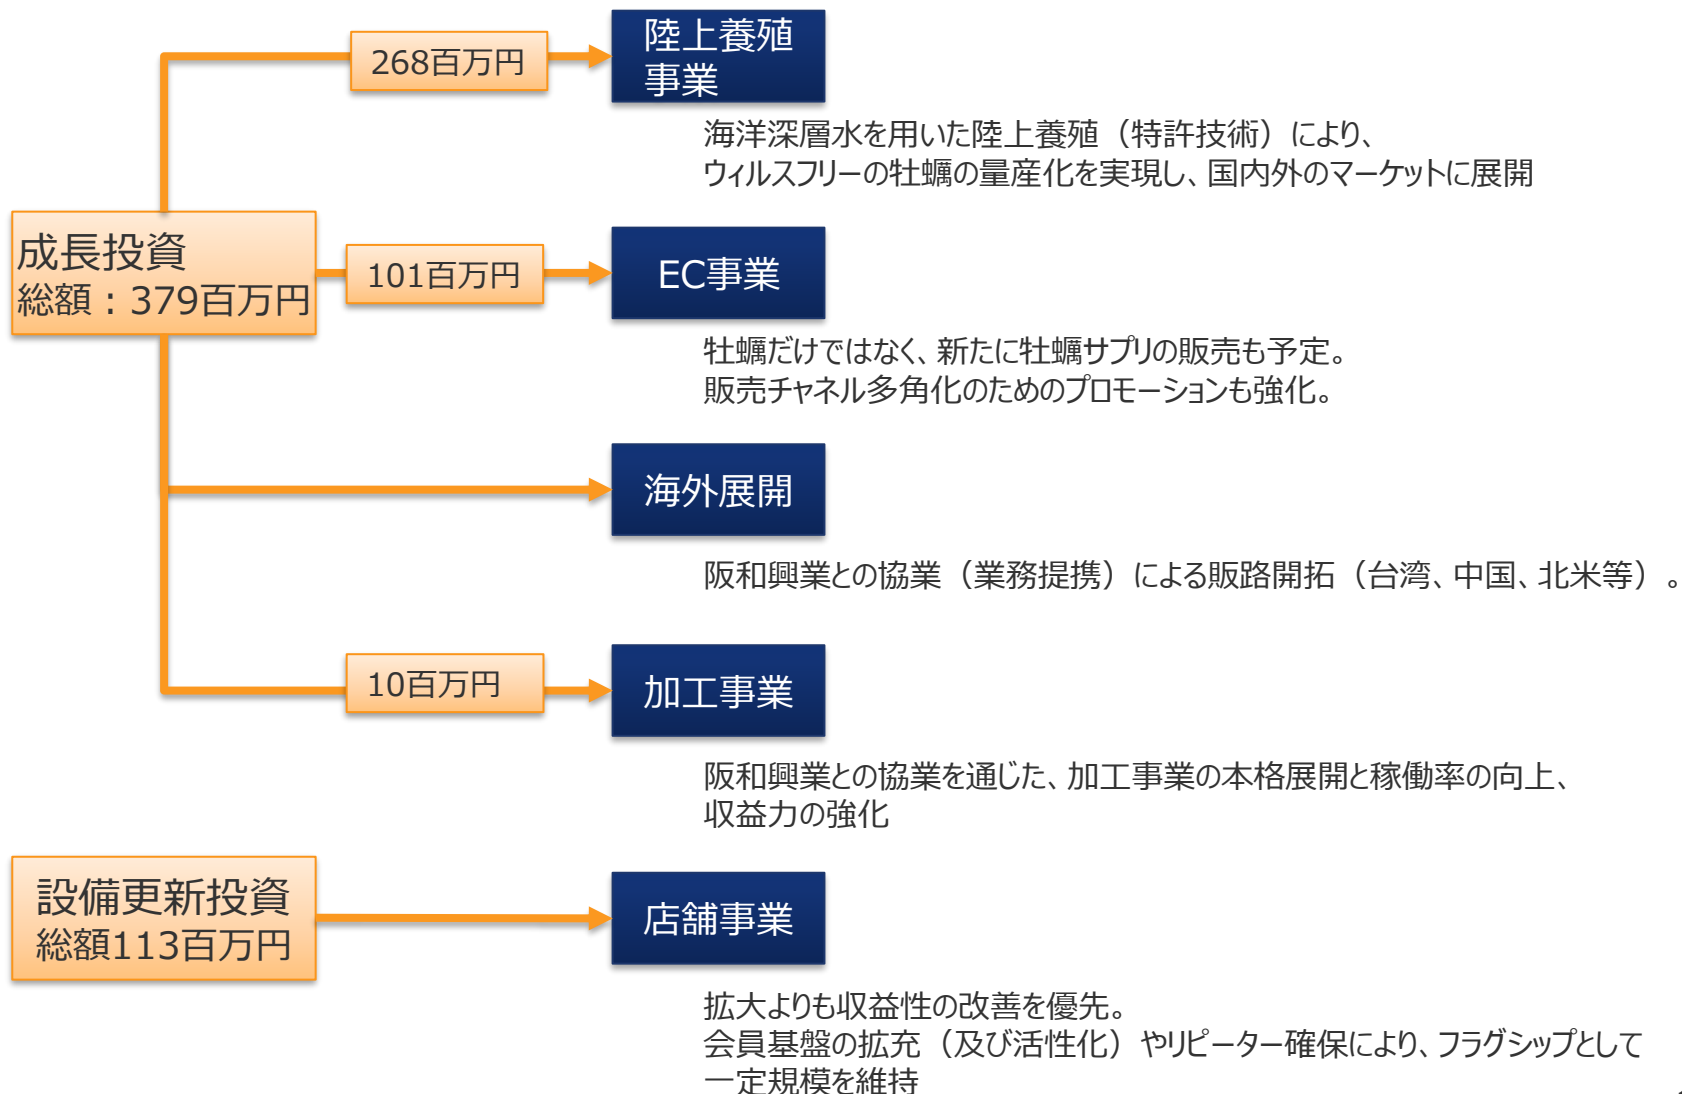 268百万円
陸上養殖
事業
海洋深層水を用いた陸上養殖（特許技術）により、
ウィルスフリーの牡蠣の量産化を実現し、国内外のマーケットに展開
成長投資
総額：379百万円
101百万円
EC事業
牡蠣だけではなく、新たに牡蠣サプリの販売も予定。
販売チャネル多角化のためのプロモーションも強化。
海外展開
阪和興業との協業（業務提携）による販路開拓（台湾、中国、北米等）。
10百万円
加工事業
阪和興業との協業を通じた、加工事業の本格展開と稼働率の向上、
収益力の強化
設備更新投資
総額113百万円
店舗事業
拡大よりも収益性の改善を優先。
会員基盤の拡充（及び活性化）やリピーター確保により、フラグシップとして
一定規模を維持